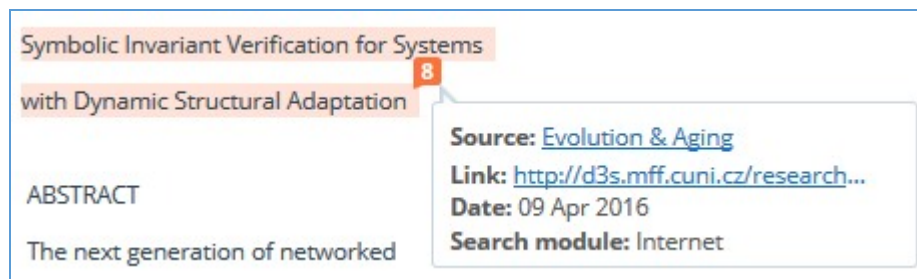 Symbolic Invariant Verification for Systems
8
with Dynamic Structural Adaptation
Source: Evolution & Aging
Link: http://d3s.mff.cuni.cz/research...
Date: 09 Apr 2016
Search module: Internet
ABSTRACT
The next generation of networked